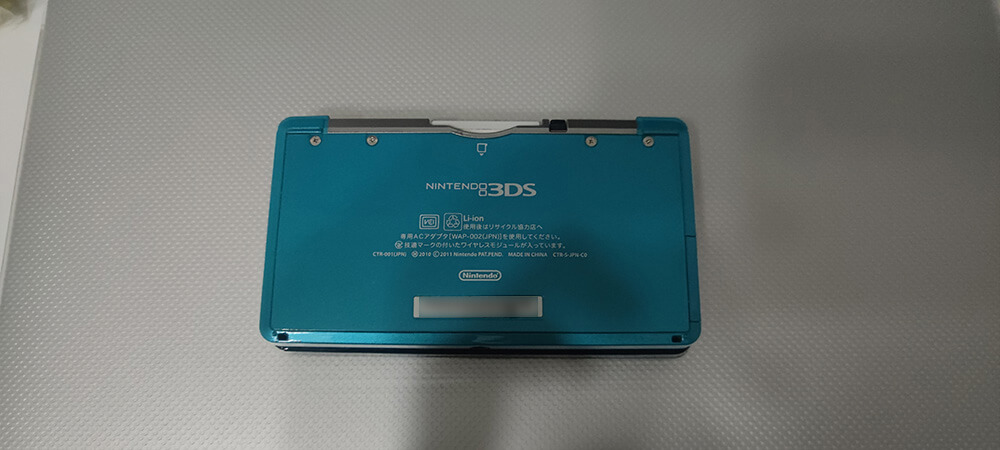 NINTENDO 3DS
VCI Li-ion
使用後はリサイクル協力店へ
専用ACアダプタ[WAP-002(JPN)]を使用してください。
技適マークの付いたワイヤレスモジュールが入っています。
CTR-001(JPN) Ⓜ 2010 Ⓒ 2011 Nintendo PAT.PEND. MADE IN CHINA CTR-S-JPN-C0
Nintendo